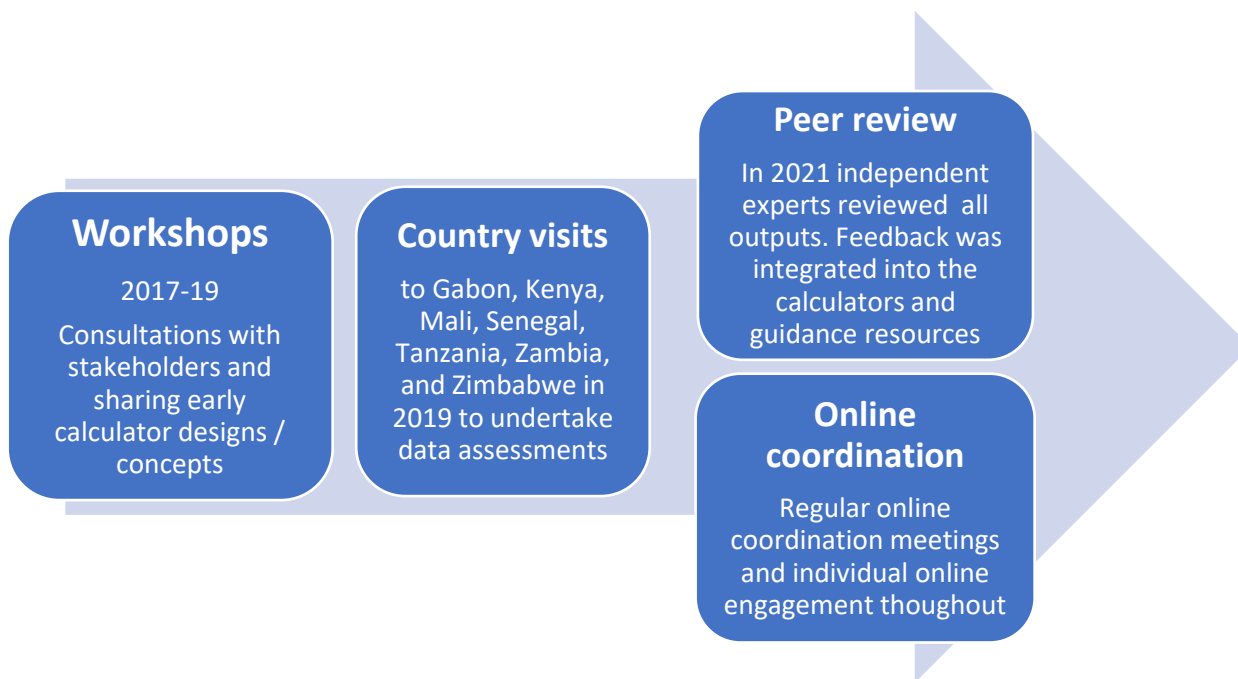 Workshops
2017-19
Consultations with
stakeholders and
sharing early
calculator designs /
concepts
Country visits
to Gabon, Kenya,
Mali, Senegal,
Tanzania, Zambia,
and Zimbabwe in
2019 to undertake
data assessments
Peer review
In 2021 independent
experts reviewed all
outputs. Feedback was
integrated into the
calculators and
guidance resources
Online
coordination
Regular online
coordination meetings
and individual online
engagement thoughout